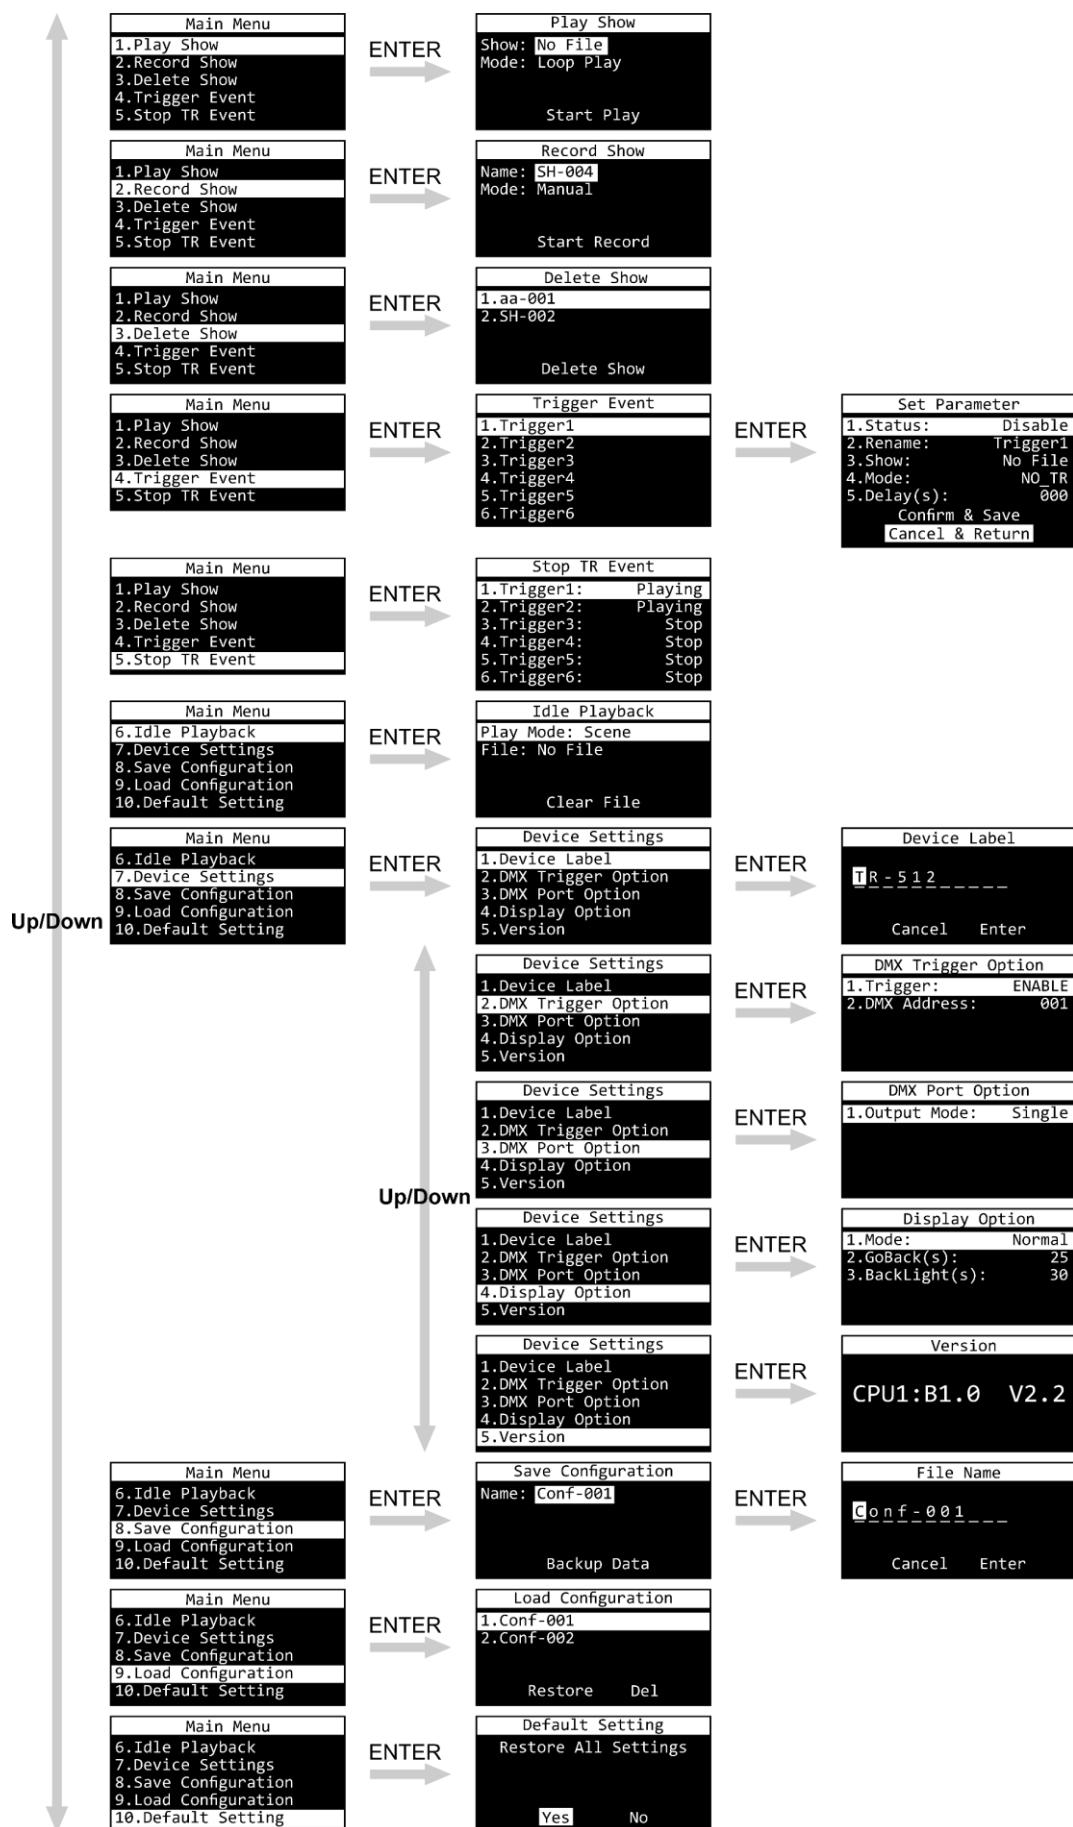 Main Menu
1.Play Show
2.Record Show
3.Delete Show
4.Trigger Event
5.Stop TR Event
ENTER
Play Show
Show: No File
Mode: Loop Play
Start Play
Main Menu
1.Play Show
2.Record Show
3.Delete Show
4.Trigger Event
5.Stop TR Event
ENTER
Record Show
Name: SH-004
Mode: Manual
Start Record
Main Menu
1.Play Show
2.Record Show
3.Delete Show
4.Trigger Event
5.Stop TR Event
ENTER
Delete Show
1.aa-001
2.SH-002
Delete Show
Main Menu
1.Play Show
2.Record Show
3.Delete Show
4.Trigger Event
5.Stop TR Event
ENTER
Trigger Event
1.Trigger1
2.Trigger2
3.Trigger3
4.Trigger4
5.Trigger5
6.Trigger6
ENTER
Set Parameter
1.Status: Disable
2.Rename: Trigger1
3.Show: No File
4.Mode: NO_TR
5.Delay(s): 000
Confirm & Save
Cancel & Return
Main Menu
1.Play Show
2.Record Show
3.Delete Show
4.Trigger Event
5.Stop TR Event
ENTER
Stop TR Event
1.Trigger1: Playing
2.Trigger2: Playing
3.Trigger3: Stop
4.Trigger4: Stop
5.Trigger5: Stop
6.Trigger6: Stop
Main Menu
6.Idle Playback
7.Device Settings
8.Save Configuration
9.Load Configuration
10.Default Setting
ENTER
Idle Playback
Play Mode: Scene
File: No File
Clear File
Up/Down
Main Menu
6.Idle Playback
7.Device Settings
8.Save Configuration
9.Load Configuration
10.Default Setting
ENTER
Device Settings
1.Device Label
2.DMX Trigger Option
3.DMX Port Option
4.Display Option
5.Version
ENTER
Device Label
TR-512
Cancel Enter
Device Settings
1.Device Label
2.DMX Trigger Option
3.DMX Port Option
4.Display Option
5.Version
ENTER
DMX Trigger Option
1.Trigger: ENABLE
2.DMX Address: 001
Device Settings
1.Device Label
2.DMX Trigger Option
3.DMX Port Option
4.Display Option
5.Version
ENTER
DMX Port Option
1.Output Mode: Single
Up/Down
Device Settings
1.Device Label
2.DMX Trigger Option
3.DMX Port Option
4.Display Option
5.Version
ENTER
Display Option
1.Mode: Normal
2.GoBack(s): 25
3.BackLight(s): 30
Device Settings
1.Device Label
2.DMX Trigger Option
3.DMX Port Option
4.Display Option
5.Version
ENTER
Version
CPU1:B1.0 V2.2
Main Menu
6.Idle Playback
7.Device Settings
8.Save Configuration
9.Load Configuration
10.Default Setting
ENTER
Save Configuration
Name: Conf-001
Backup Data
ENTER
File Name
Conf-001
Cancel Enter
Main Menu
6.Idle Playback
7.Device Settings
8.Save Configuration
9.Load Configuration
10.Default Setting
ENTER
Load Configuration
1.Conf-001
2.Conf-002
Restore Del
Main Menu
6.Idle Playback
7.Device Settings
8.Save Configuration
9.Load Configuration
10.Default Setting
ENTER
Default Setting
Restore All Settings
Yes No